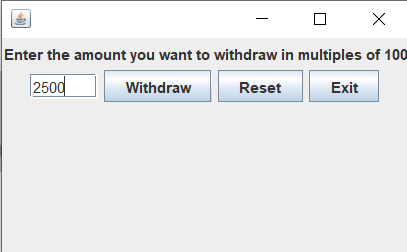 Enter the amount you want to withdraw in multiples of 100
2500 Withdraw Reset Exit